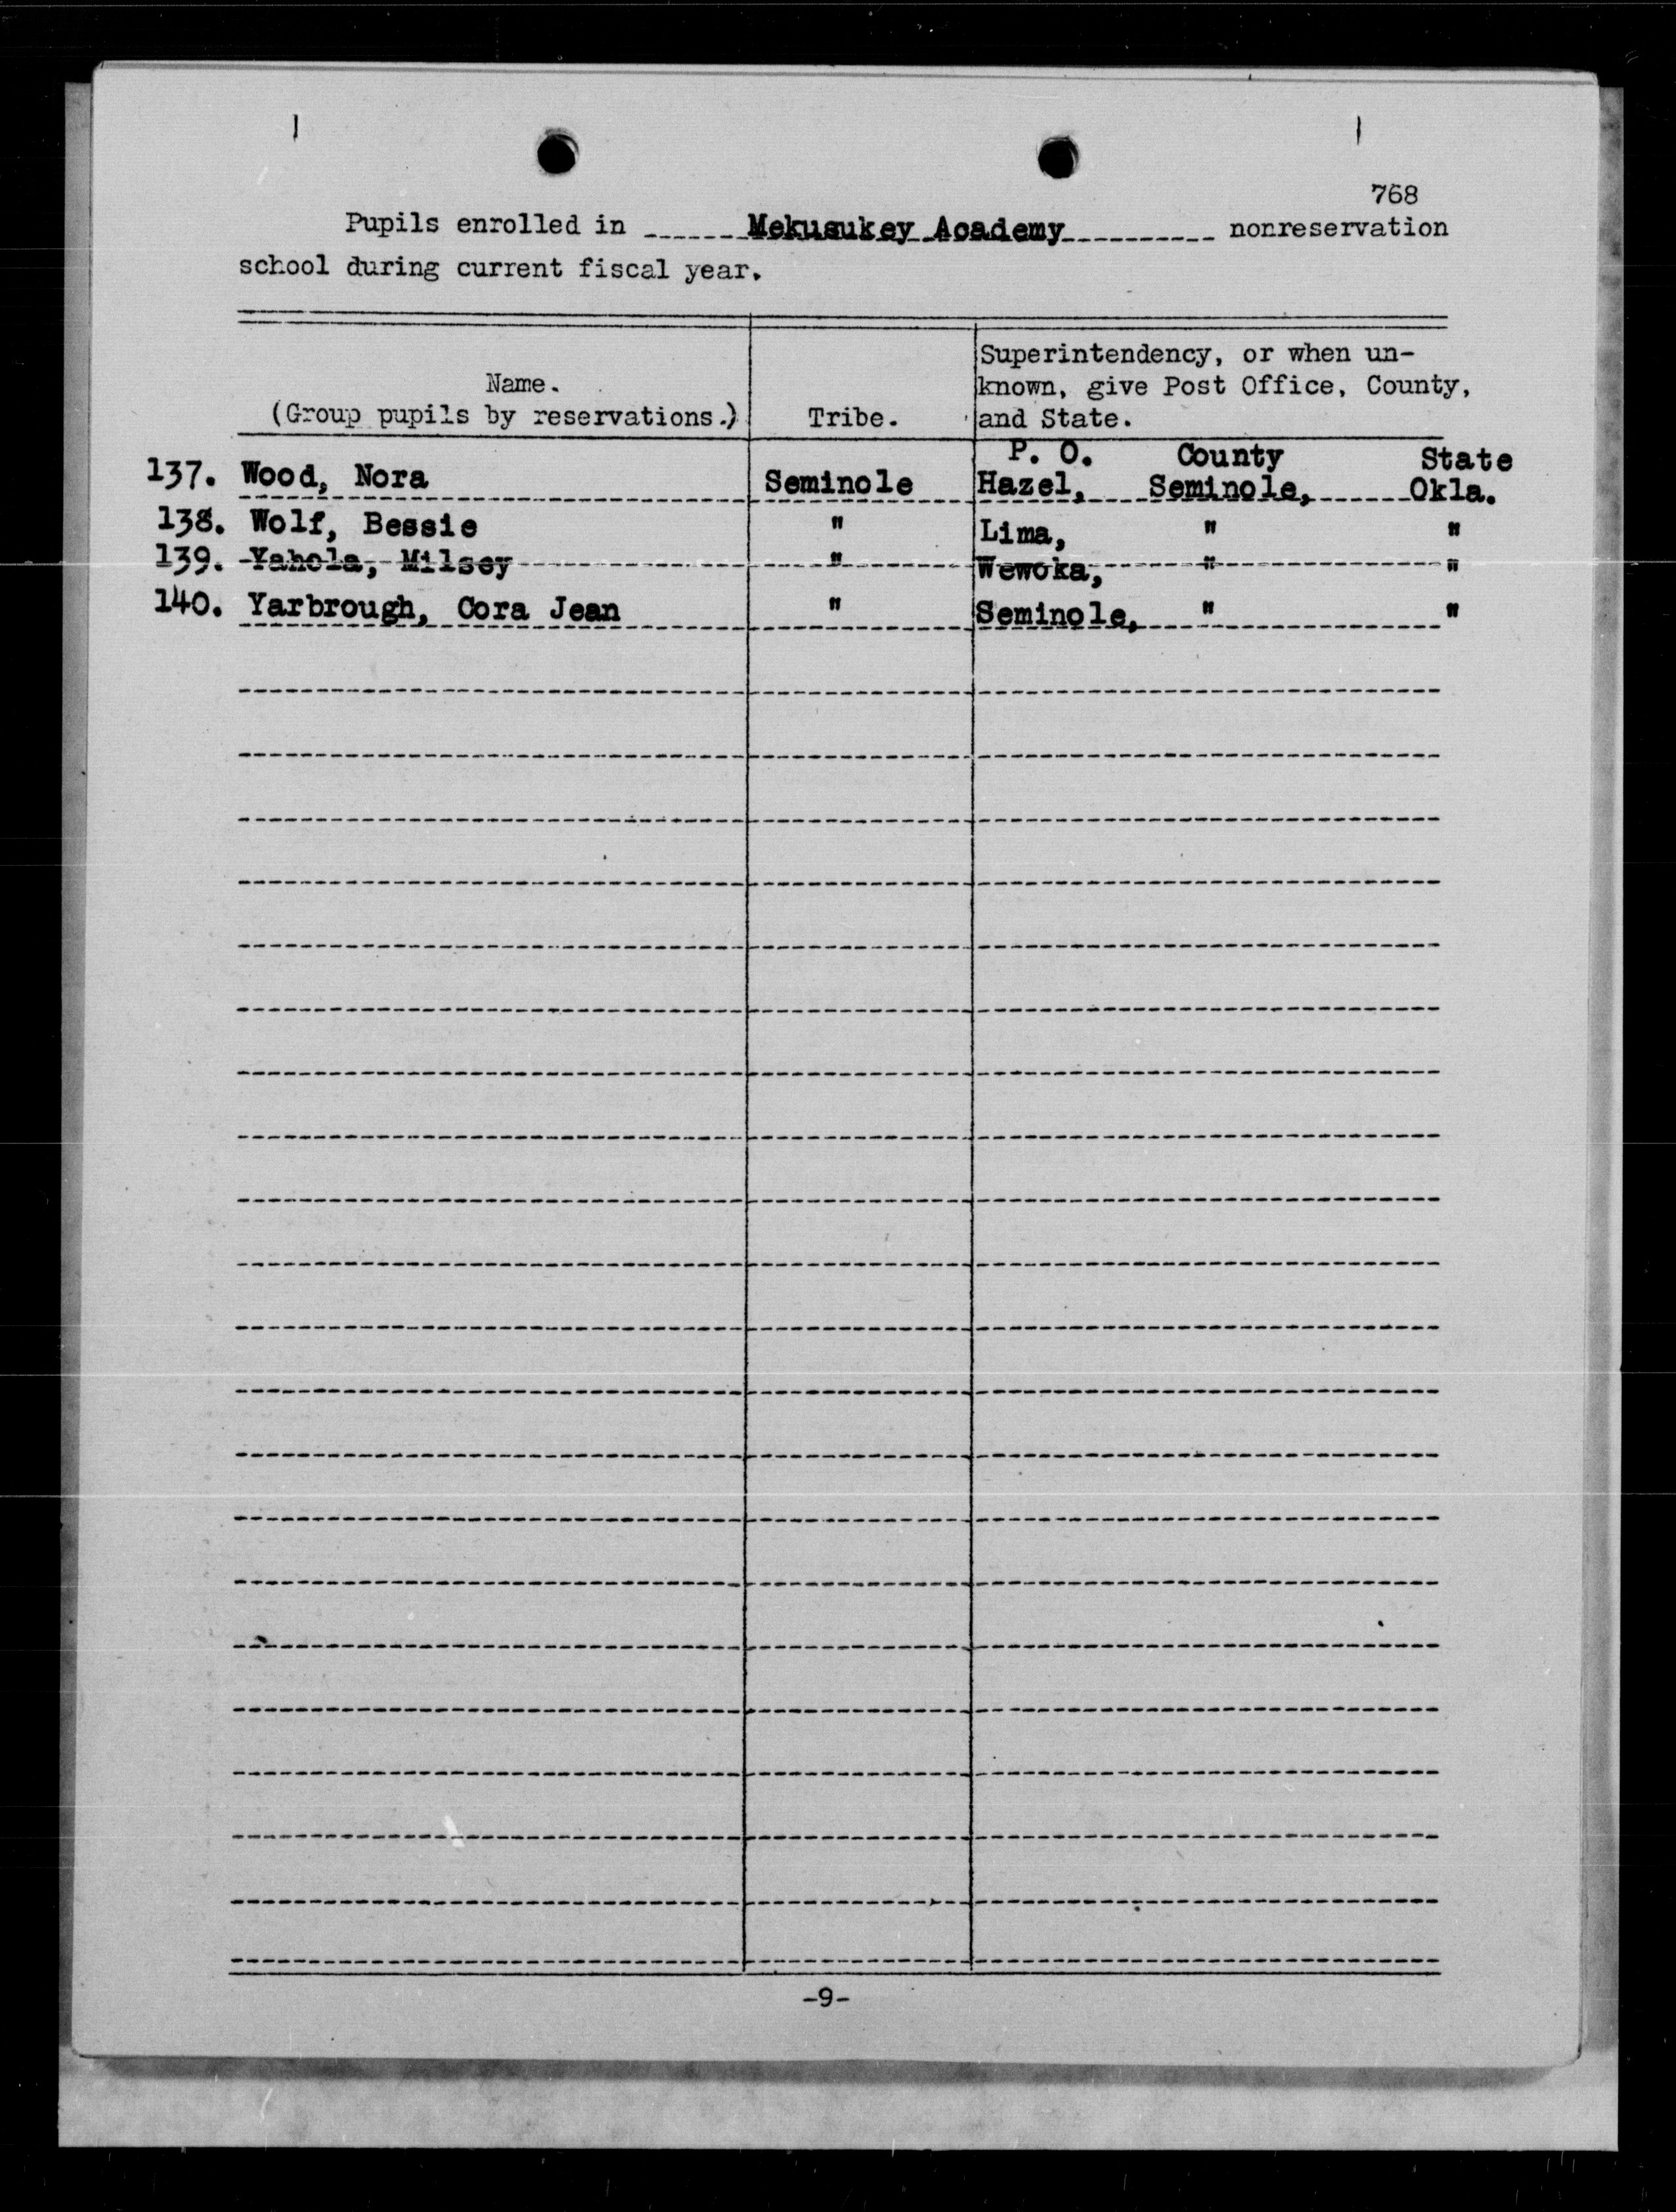 768
Pupils enrolled in Mekusukey Academy nonreservation
school during current fiscal year.
Name.
(Group pupils by reservations.)
Tribe.
Superintendency, or when un-
known, give Post Office, County,
and State.
P. O. County State
137. Wood, Nora Seminole Hazel, Seminole, Okla.
138. Wolf, Bessie " Lima, " "
139. Yahola, Milsey " Wewoka, " "
140. Yarbrough, Cora Jean " Seminole, " "
-9-